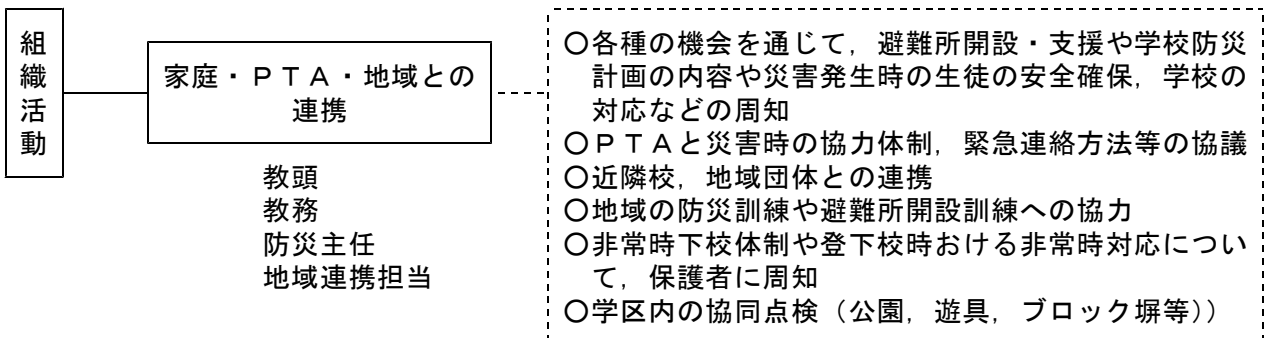 組織活動
家庭・ＰＴＡ・地域との
連携
教頭
教務
防災主任
地域連携担当
○各種の機会を通じて，避難所開設・支援や学校防災
計画の内容や災害発生時の生徒の安全確保，学校の
対応などの周知
○ＰＴＡと災害時の協力体制，緊急連絡方法等の協議
○近隣校，地域団体との連携
○地域の防災訓練や避難所開設訓練への協力
○非常時下校体制や登下校時おける非常時対応につい
て，保護者に周知
○学区内の協同点検（公園，遊具，ブロック塀等））